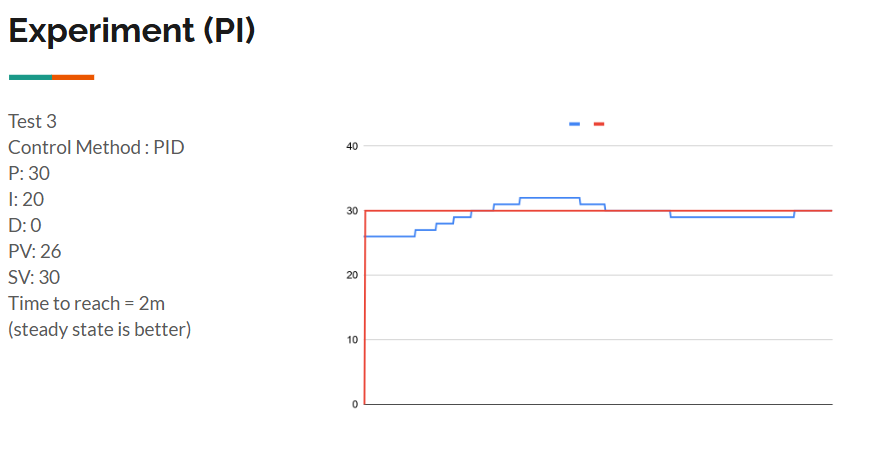 Experiment (PI)
Test 3
Control Method : PID
P: 30
I: 20
D: 0
PV: 26
SV: 30
Time to reach = 2m
(steady state is better)
40
30
20
10
0